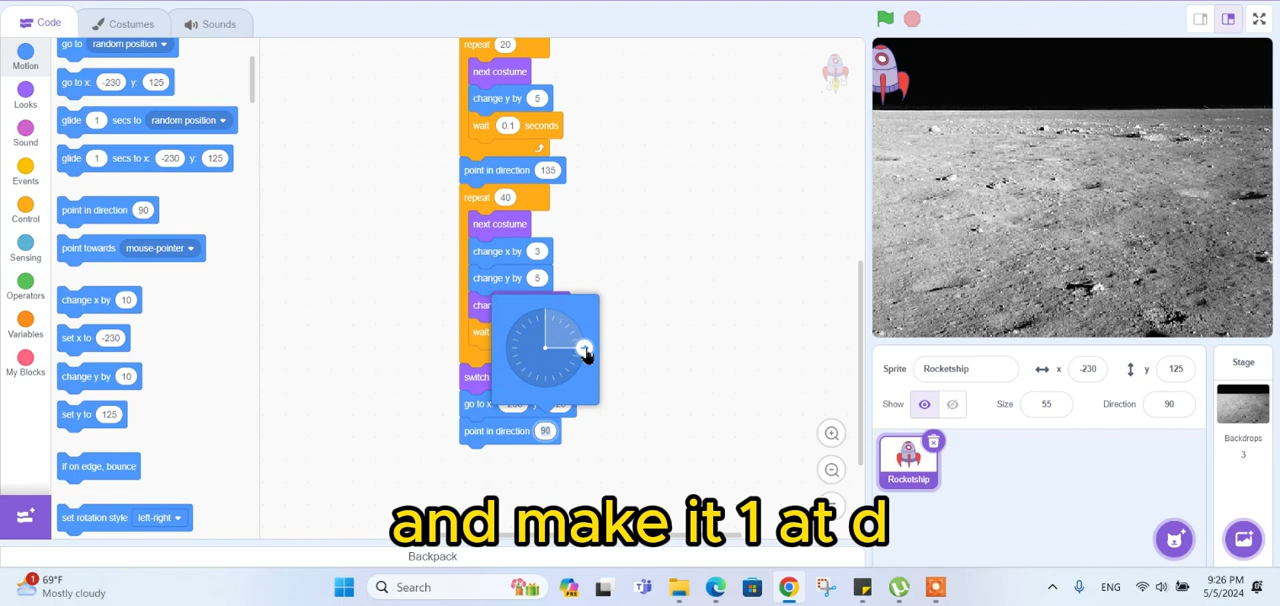 Code
Costumes
Sounds
Motion
Looks
Sound
Events
Control
Sensing
Operators
Variables
My Blocks
go to random position
go to x: -230 y: 125
glide 1 secs to random position
glide 1 secs to x: -230 y: 125
point in direction 90
point towards mouse-pointer
change x by 10
set x to -230
change y by 10
set y to 125
if on edge, bounce
set rotation style left-right
repeat 20
next costume
change y by 5
wait 0.1 seconds
point in direction 135
repeat 40
next costume
change x by 3
change y by 5
wait
switch
go to x
point in direction 90
Sprite Rocketship x -230 y 125
Show Size 55 Direction 90
Rocketship
Stage
Backdrops
3
and make it 1 at d
Backpack
1
69°F
Mostly cloudy
Search
ENG
9:26 PM
5/5/2024